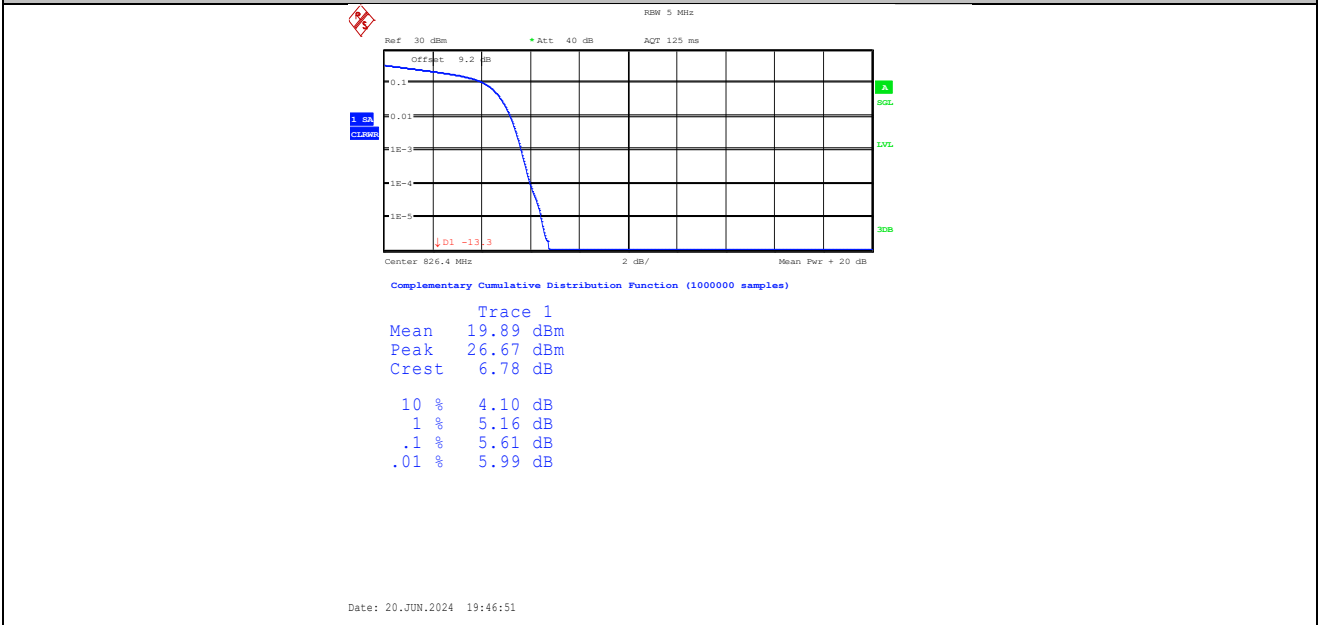 RBW 5 MHz
Ref 30 dBm * Att 40 dB AQT 125 ms
Offset 9.2 dB
0.1
0.01
1E-3
1E-4
1E-5
R S
1 SA
CLRWR
A
SGL
LVL
3DB
D1 -13.3
Center 826.4 MHz 2 dB/ Mean Pwr + 20 dB
Complementary Cumulative Distribution Function (1000000 samples)
Trace 1
Mean 19.89 dBm
Peak 26.67 dBm
Crest 6.78 dB
10 % 4.10 dB
1 % 5.16 dB
.1 % 5.61 dB
.01 % 5.99 dB
Date: 20.JUN.2024 19:46:51